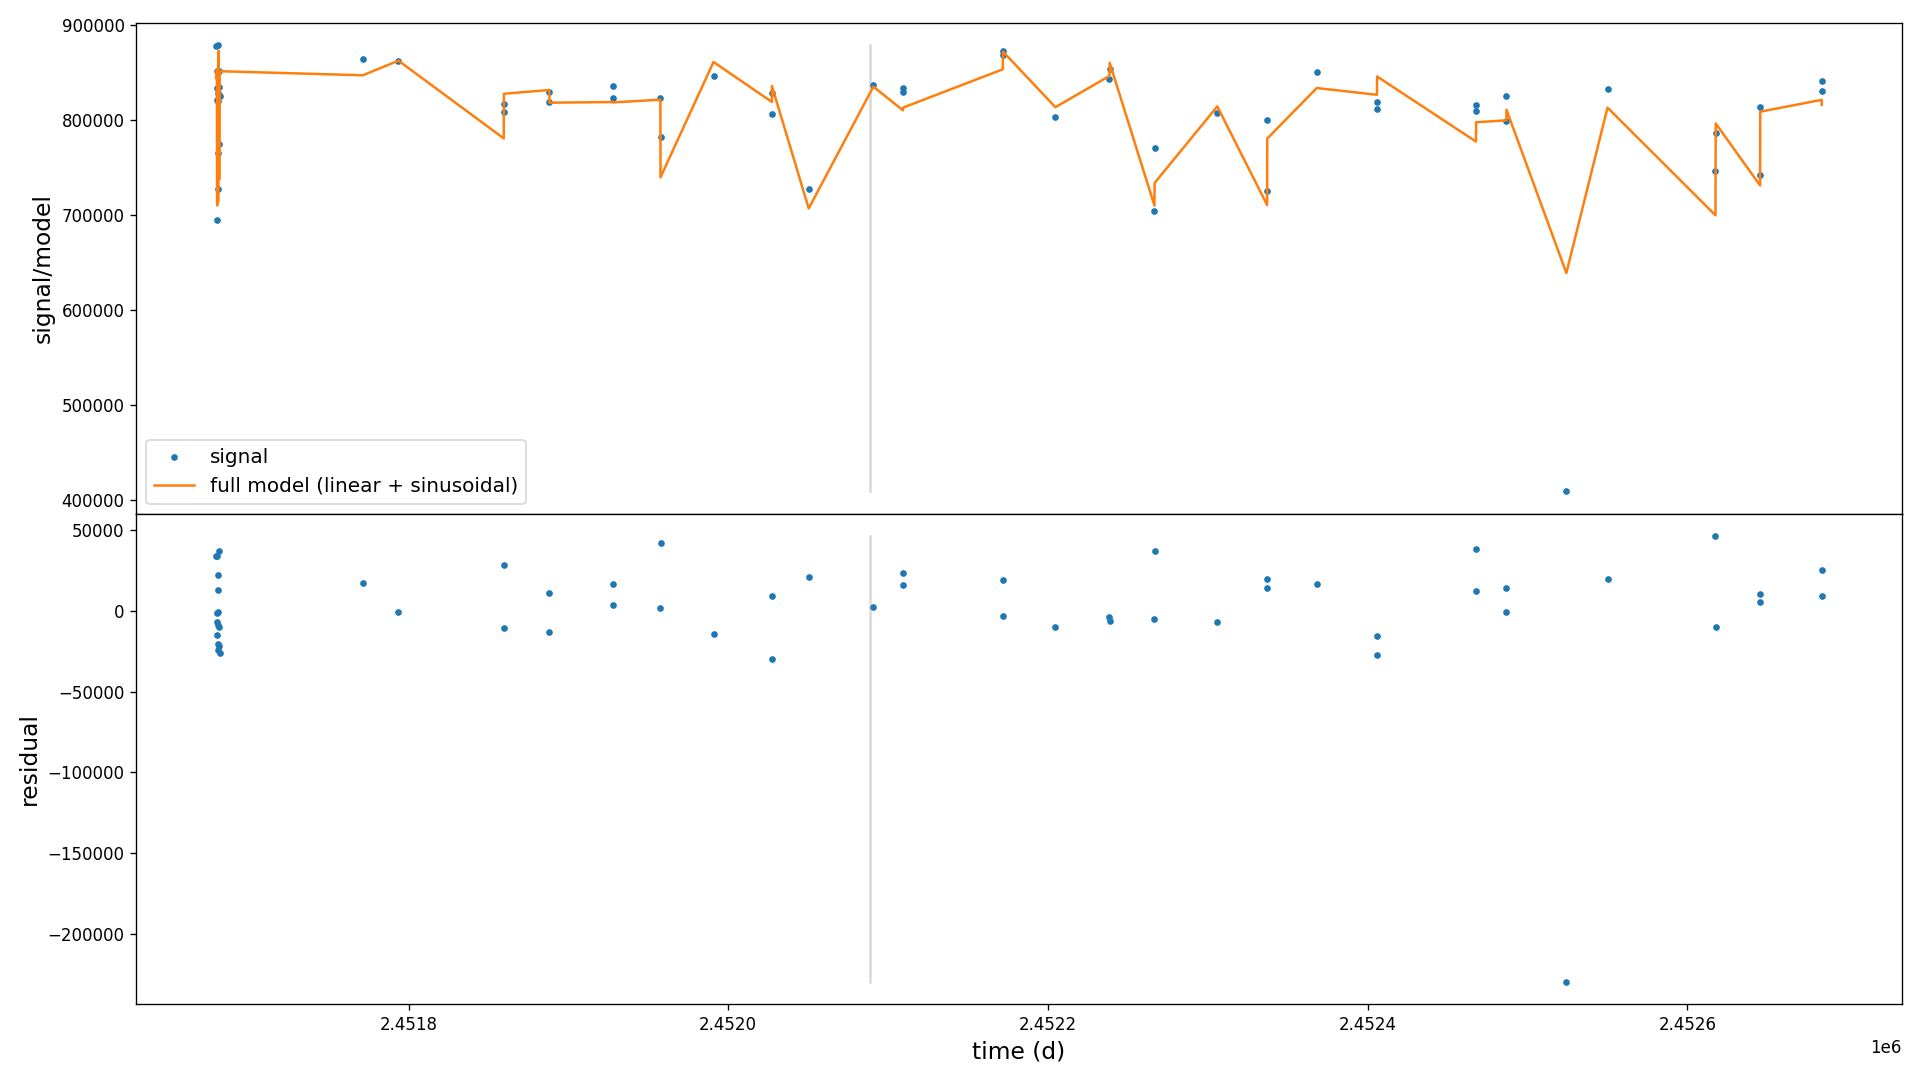 900000
800000
700000
600000
500000
400000
signal/model
signal
full model (linear + sinusoidal)
50000
0
−50000
−100000
−150000
−200000
residual
2.4518
2.4520
2.4522
2.4524
2.4526
1e6
time (d)